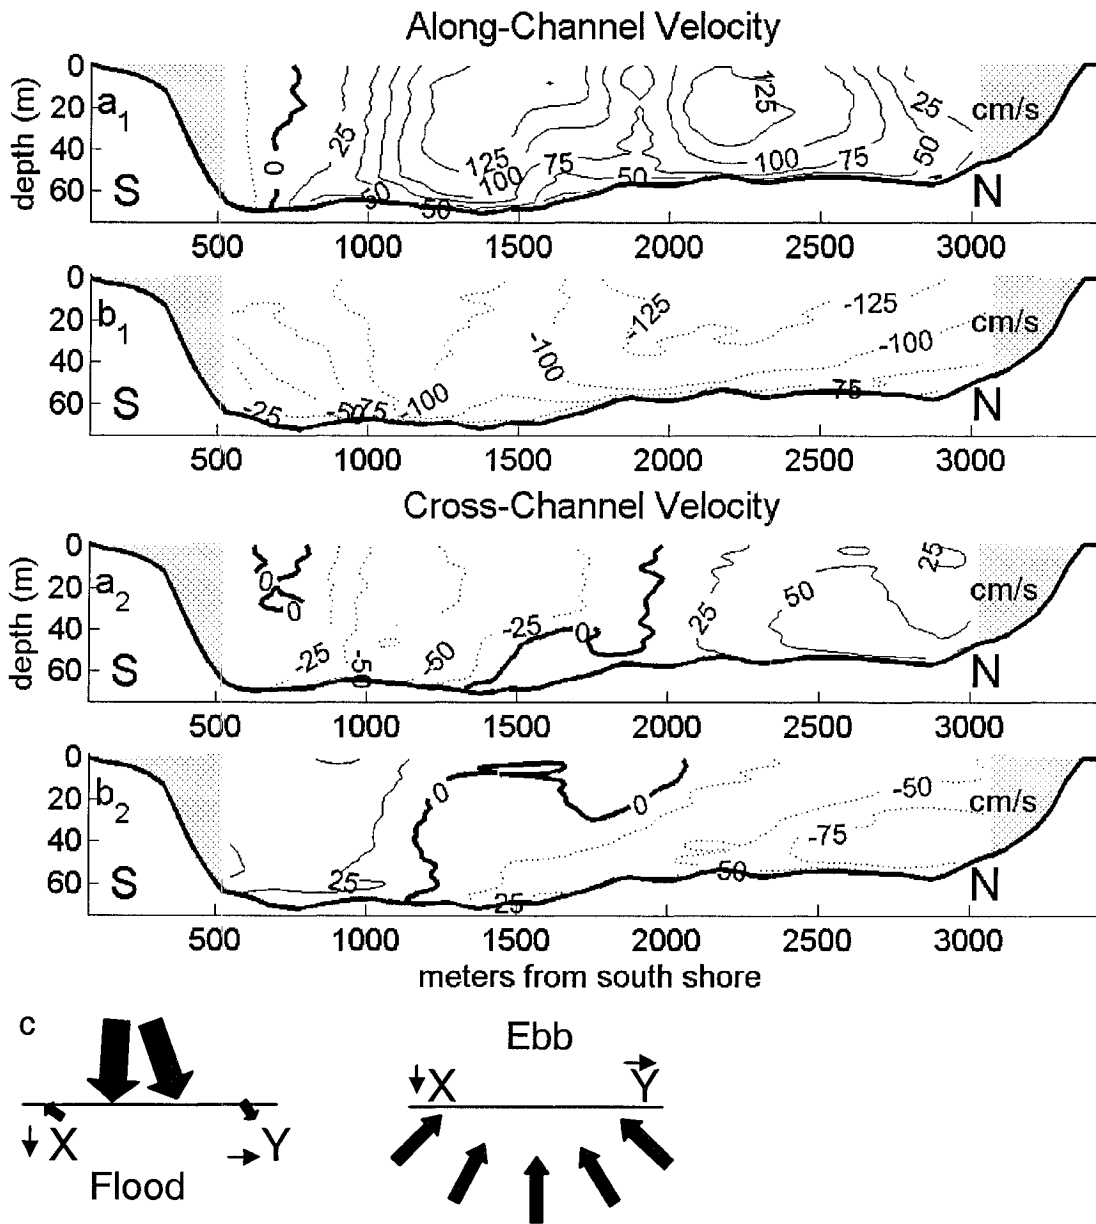 Along-Channel Velocity
0
20
40
60
depth (m)
a1
S
0
25
50
50
125
100
75
50
125
100
75
50
25
cm/s
N
500 1000 1500 2000 2500 3000
0
20
40
60
b1
S
-25
-50
75
-100
-100
-125
-125
-100
75
cm/s
N
500 1000 1500 2000 2500 3000
Cross-Channel Velocity
0
20
40
60
depth (m)
a2
S
0
0
-25
-50
-50
-25
0
0
25
50
25
cm/s
N
500 1000 1500 2000 2500 3000
0
20
40
60
b2
S
25
0
25
0
50
-50
-75
cm/s
N
500 1000 1500 2000 2500 3000
meters from south shore
c
X Y
Flood
Ebb
X Y